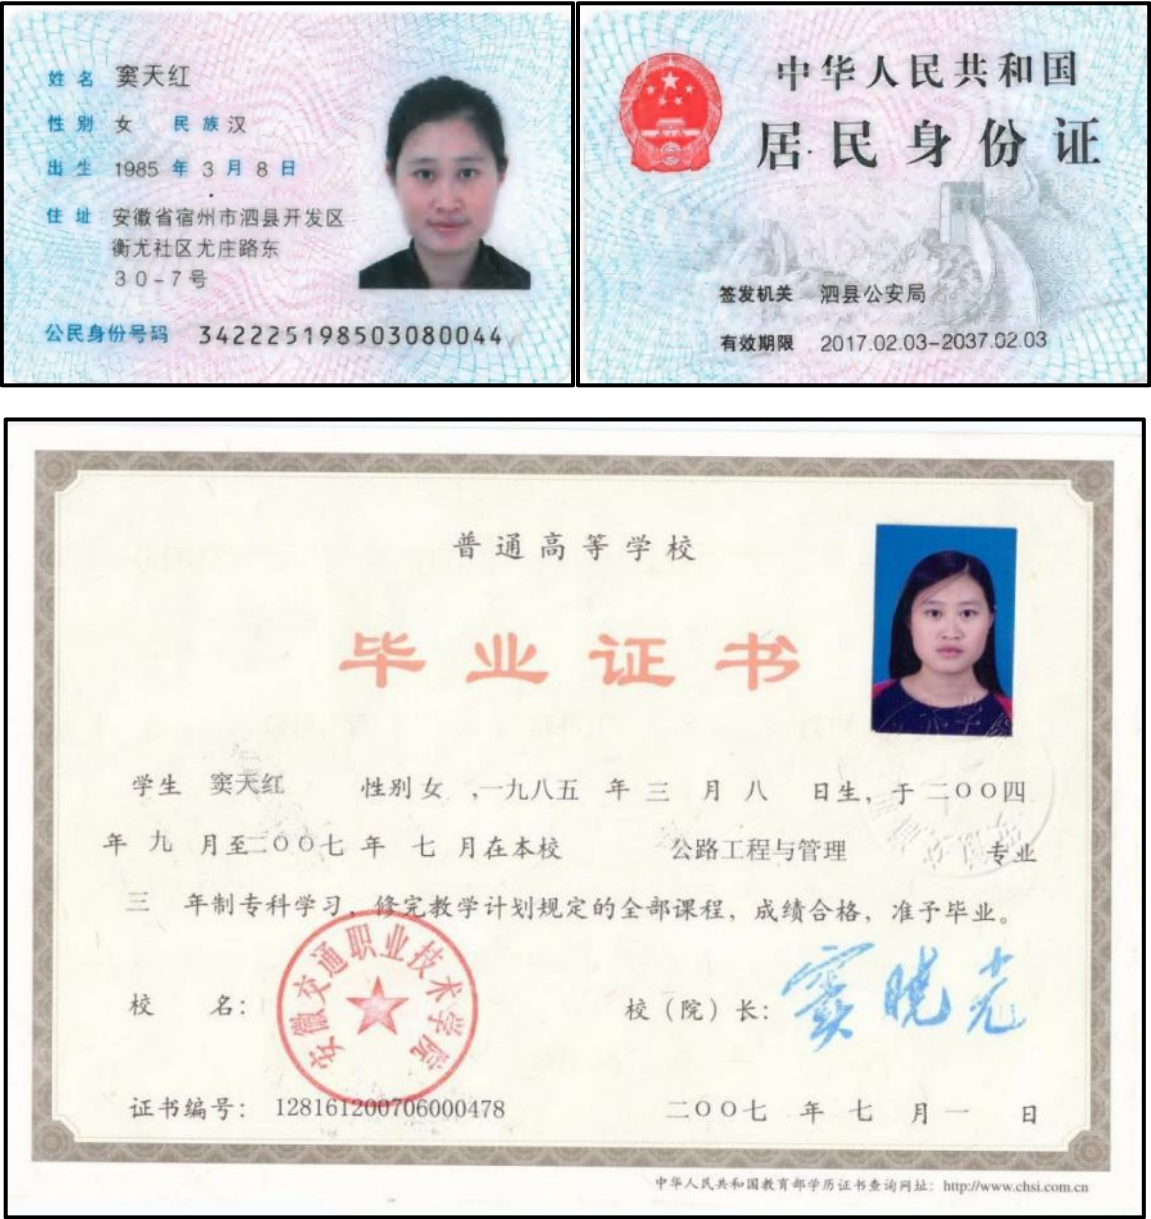 姓名 窦天红
性别 女 民族 汉
出生 1985 年 3 月 8 日
住址 安徽省宿州市泗县开发区
衡尤社区尤庄路东
30-7号
公民身份号码 342225198503080044
中华人民共和国
居民身份证
签发机关 泗县公安局
有效期限 2017.02.03-2037.02.03
普通高等学校
毕业证书
学生 窦天红 性别 女 ,一九八五 年 三 月 八 日生，于 二〇〇四
年 九 月至二〇〇七 年 七 月在本校 公路工程与管理 专业
三 年制专科学习，修完教学计划规定的全部课程，成绩合格，准予毕业。
安徽交通职业技术学院
校 名： 校（院）长：窦晓光
证书编号： 128161200706000478 二〇〇七 年 七 月 一 日
中华人民共和国教育部学历证书查询网址：http://www.chsi.com.cn